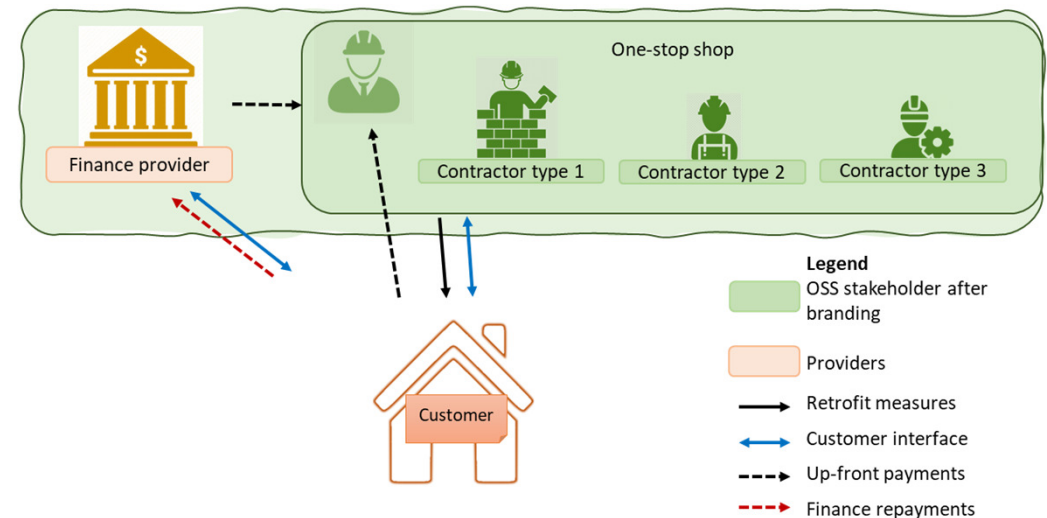 One-stop shop
$
Finance provider
Contractor type 1
Contractor type 2
Contractor type 3
Customer
Legend
OSS stakeholder after
branding
Providers
Retrofit measures
Customer interface
Up-front payments
Finance repayments